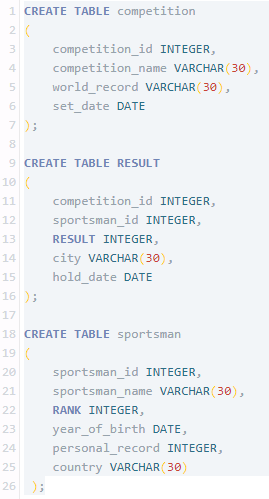 1 CREATE TABLE competition
2 (
3 competition_id INTEGER,
4 competition_name VARCHAR(30),
5 world_record VARCHAR(30),
6 set_date DATE
7 );
8
9 CREATE TABLE RESULT
10 (
11 competition_id INTEGER,
12 sportsman_id INTEGER,
13 RESULT INTEGER,
14 city VARCHAR(30),
15 hold_date DATE
16 );
17
18 CREATE TABLE sportsman
19 (
20 sportsman_id INTEGER,
21 sportsman_name VARCHAR(30),
22 RANK INTEGER,
23 year_of_birth DATE,
24 personal_record INTEGER,
25 country VARCHAR(30)
26 );